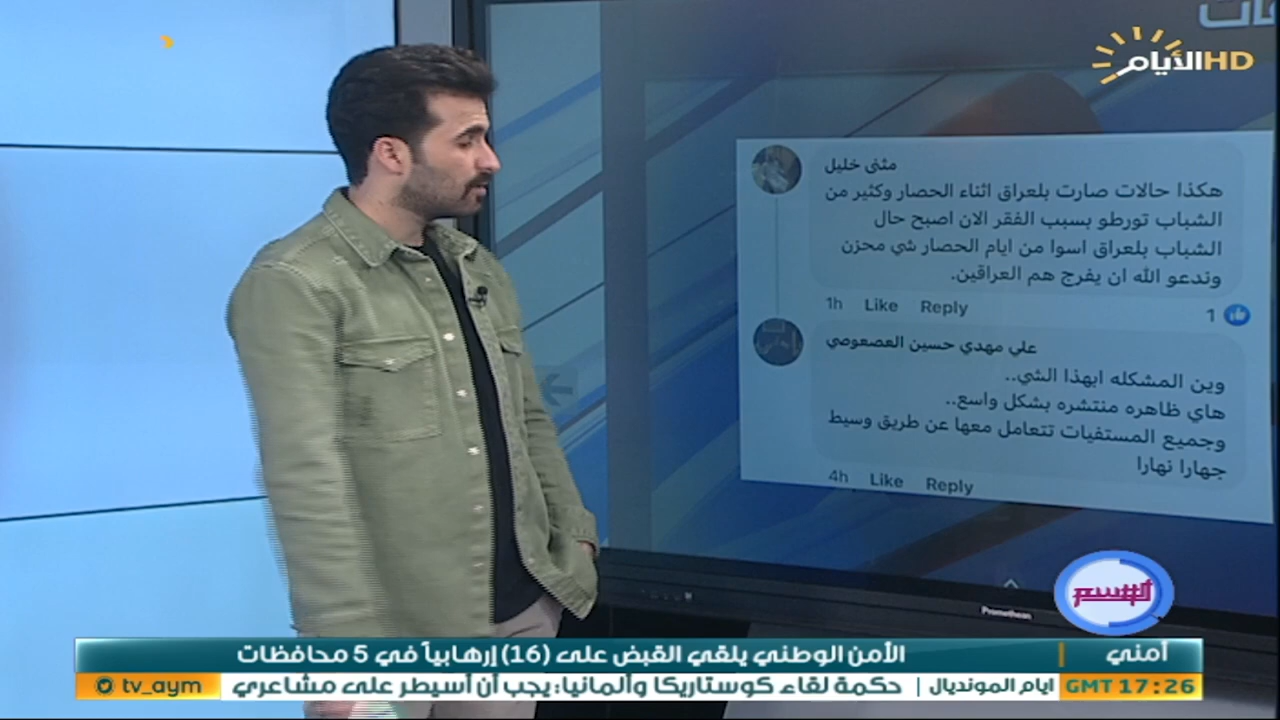 الأيام HD
مثنى خليل
هكذا حالات صارت بلعراق اثناء الحصار وكثير من
الشباب تورطو بسبب الفقر الان اصبح حال
الشباب بلعراق اسوا من ايام الحصار شي محزن
وندعو الله ان يفرج هم العراقين.
1h Like Reply 1
علي مهدي حسين العصعوصي
وين المشكله ابهذا الشي..
هاي ظاهره منتشره بشكل واسع..
وجميع المستفيات تتعامل معها عن طريق وسيط
جهارا نهارا
4h Like Reply
Promethean
أمني | الأمن الوطني يلقي القبض على (16) إرهابياً في 5 محافظات
GMT 17:26 ايام المونديال | حكمة لقاء كوستاريكا وألمانيا: يجب أن أسيطر على مشاعري tv_aym